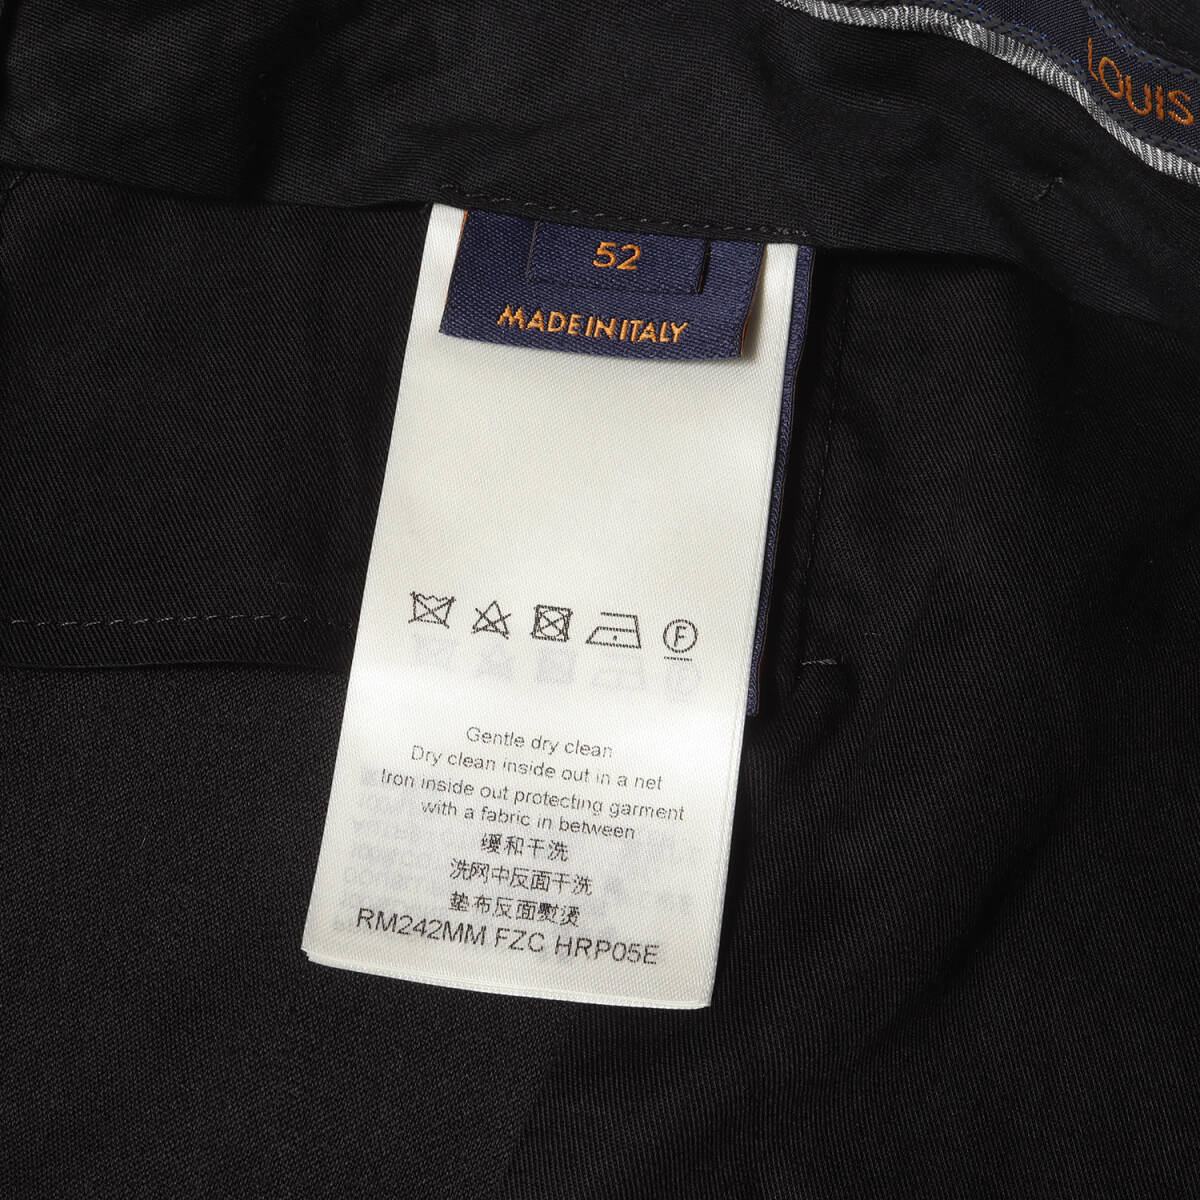 LOUIS
52
MADE IN ITALY
F
Gentle dry clean
Dry clean inside out in a net
Iron inside out protecting garment
with a fabric in between
缓和干洗
洗网中反面干洗
垫布反面熨烫
RM242MM FZC HRP05E